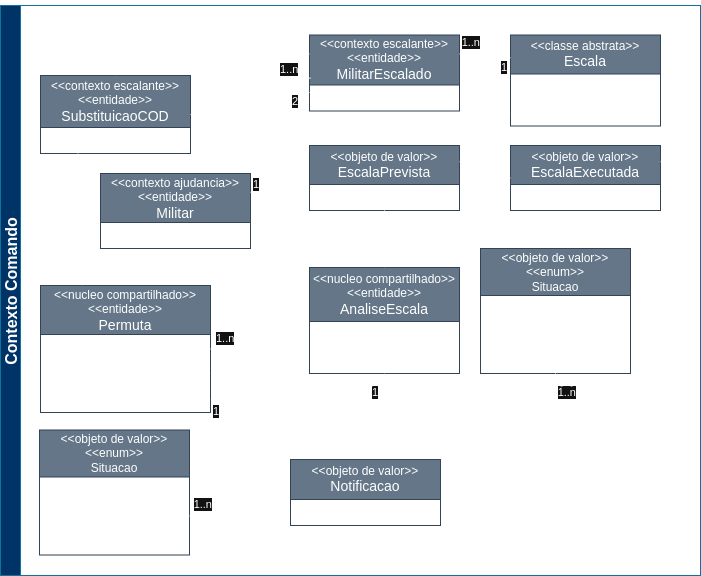 Contexto Comando
<<contexto escalante>>
<<entidade>>
SubstituicaoCOD
1..n
2
<<contexto escalante>>
<<entidade>>
MilitarEscalado
1..n
1
<<classe abstrata>>
Escala
<<contexto ajudancia>>
<<entidade>>
Militar
1
<<objeto de valor>>
EscalaPrevista
<<objeto de valor>>
EscalaExecutada
<<nucleo compartilhado>>
<<entidade>>
Permuta
1..n
1
<<nucleo compartilhado>>
<<entidade>>
AnaliseEscala
1
<<objeto de valor>>
<<enum>>
Situacao
1..n
<<objeto de valor>>
<<enum>>
Situacao
1..n
<<objeto de valor>>
Notificacao